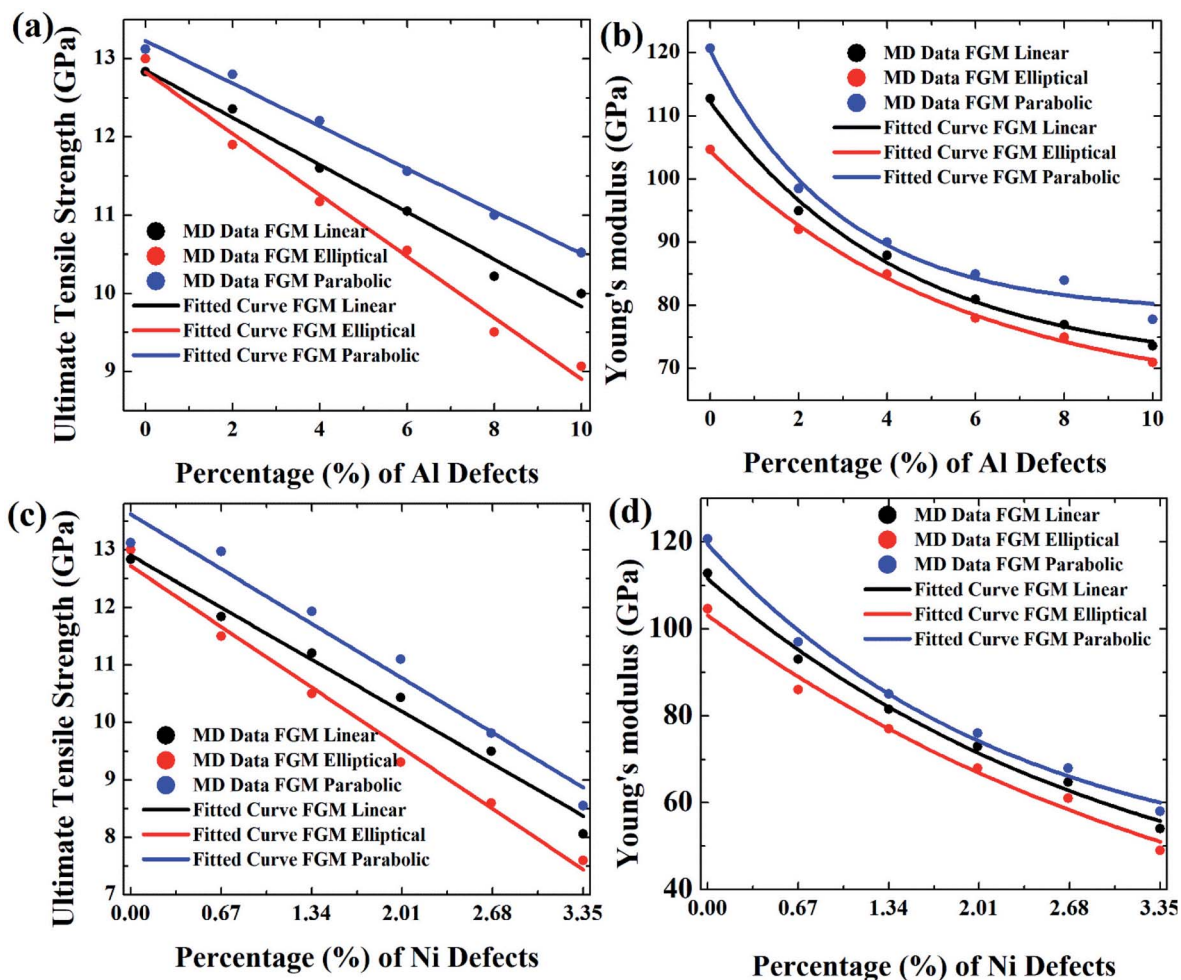 (a)
Ultimate Tensile Strength (GPa)
13
12
11
10
9
MD Data FGM Linear
MD Data FGM Elliptical
MD Data FGM Parabolic
Fitted Curve FGM Linear
Fitted Curve FGM Elliptical
Fitted Curve FGM Parabolic
0 2 4 6 8 10
Percentage (%) of Al Defects
(b)
Young's modulus (GPa)
120
110
100
90
80
70
MD Data FGM Linear
MD Data FGM Elliptical
MD Data FGM Parabolic
Fitted Curve FGM Linear
Fitted Curve FGM Elliptical
Fitted Curve FGM Parabolic
0 2 4 6 8 10
Percentage (%) of Al Defects
(c)
Ultimate Tensile Strength (GPa)
13
12
11
10
9
8
7
MD Data FGM Linear
MD Data FGM Elliptical
MD Data FGM Parabolic
Fitted Curve FGM Linear
Fitted Curve FGM Elliptical
Fitted Curve FGM Parabolic
0.00 0.67 1.34 2.01 2.68 3.35
Percentage (%) of Ni Defects
(d)
Young's modulus (GPa)
120
100
80
60
40
MD Data FGM Linear
MD Data FGM Elliptical
MD Data FGM Parabolic
Fitted Curve FGM Linear
Fitted Curve FGM Elliptical
Fitted Curve FGM Parabolic
0.00 0.67 1.34 2.01 2.68 3.35
Percentage (%) of Ni Defects